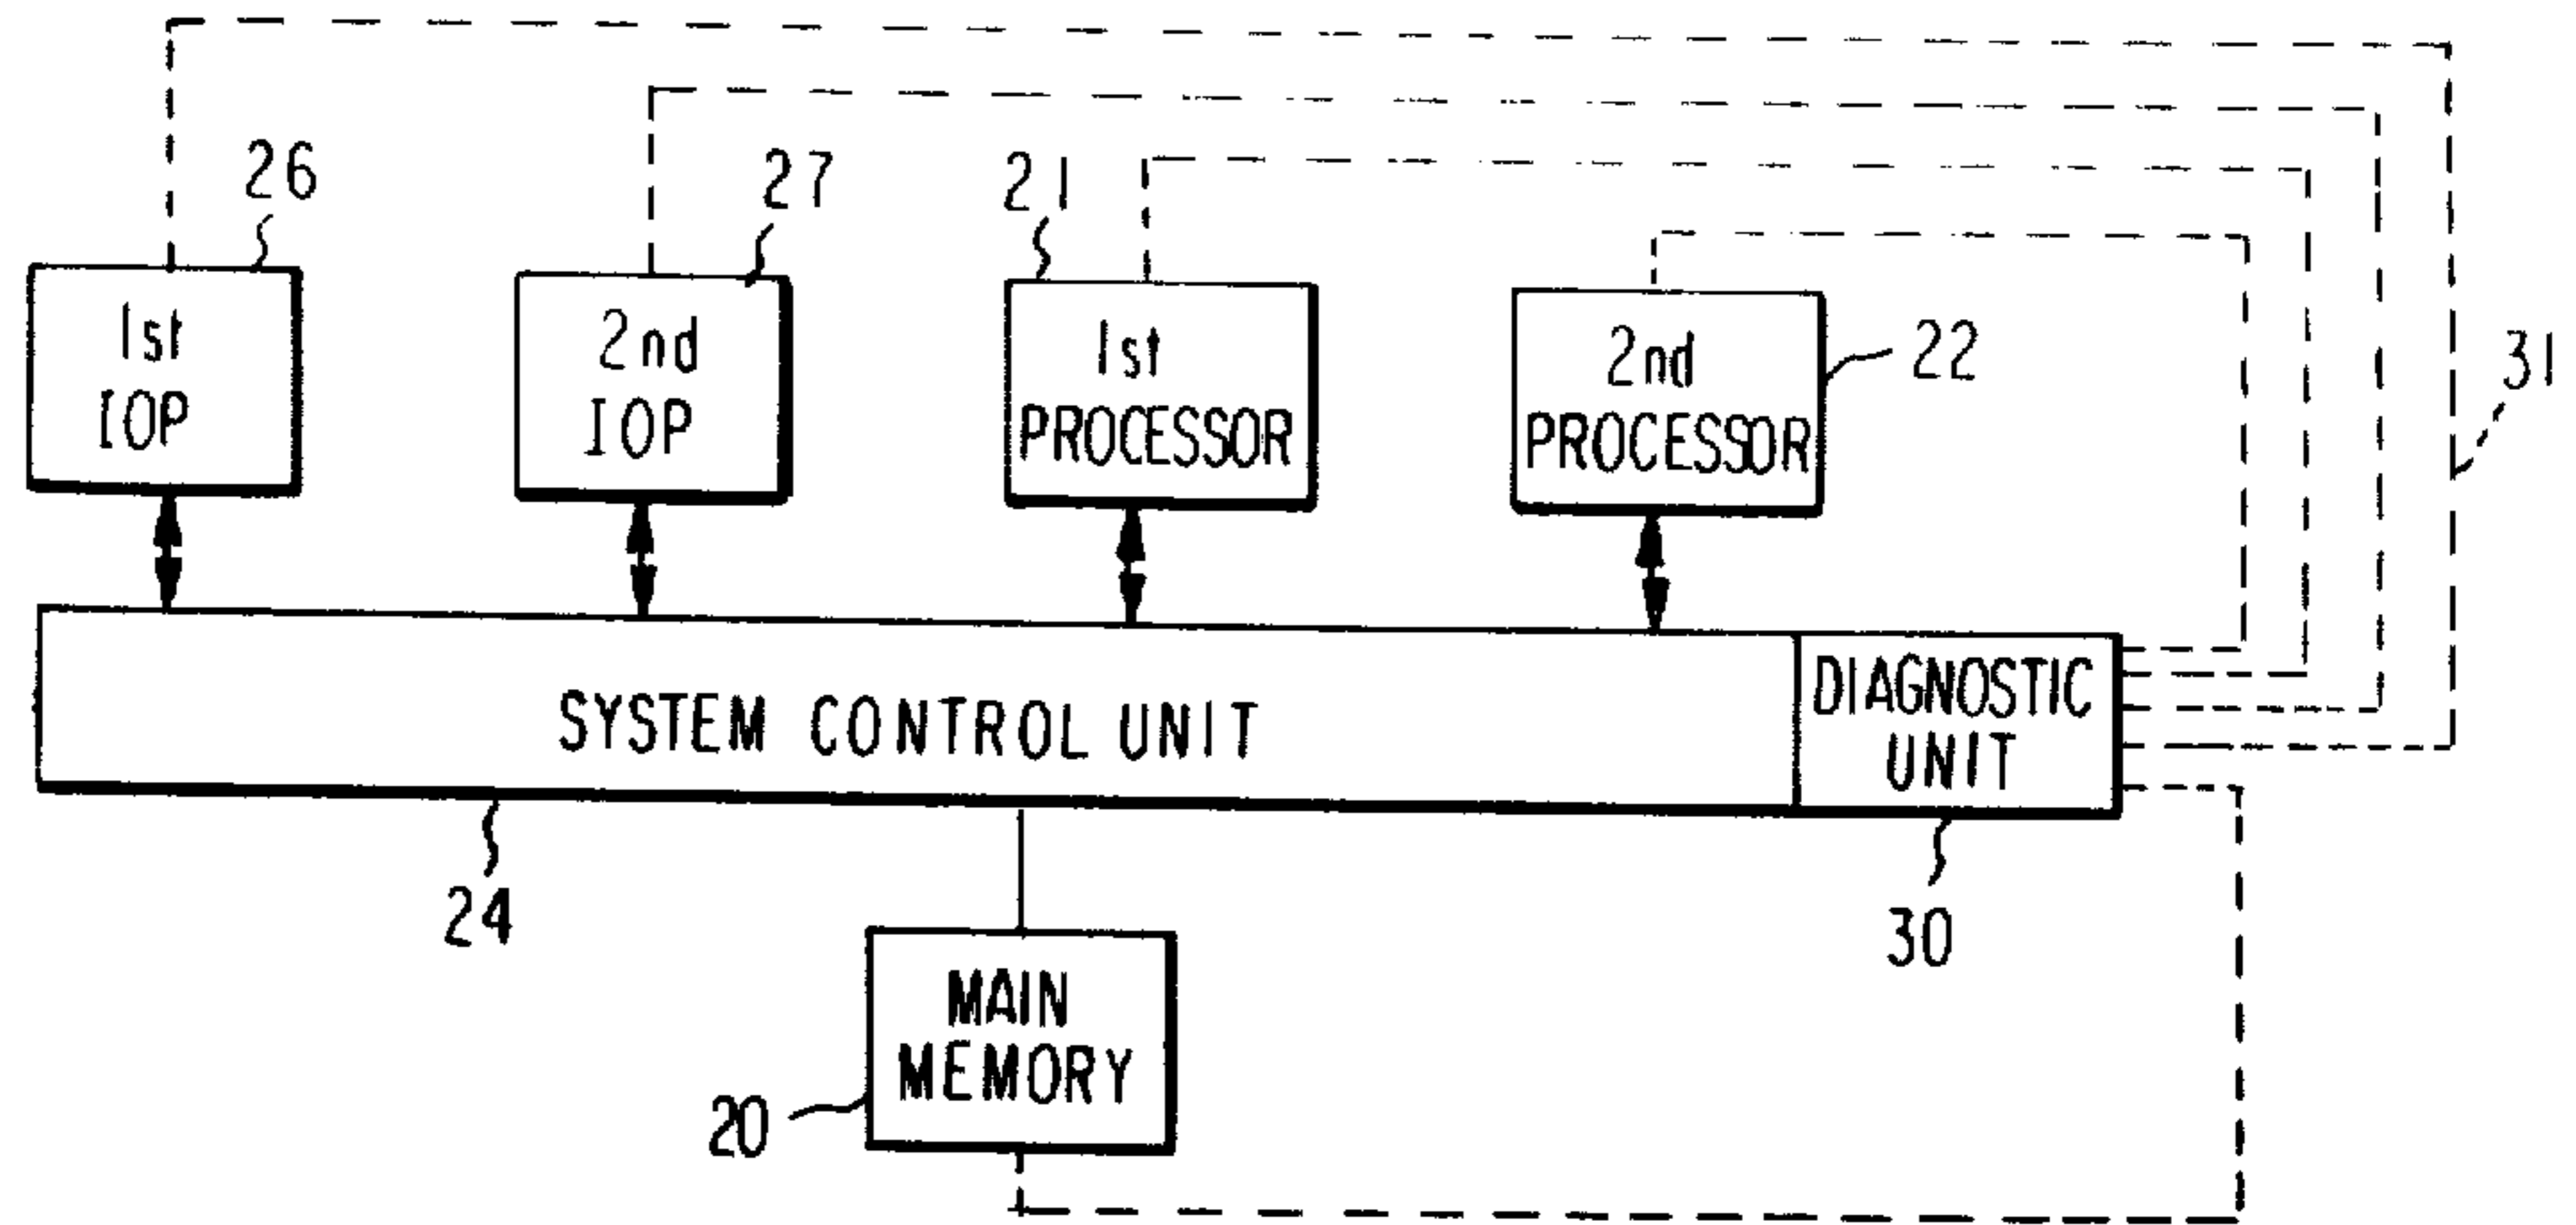 26
27
21
1st
IOP
2nd
IOP
1st
PROCESSOR
2nd
PROCESSOR
22
31
SYSTEM CONTROL UNIT
DIAGNOSTIC
UNIT
24
30
MAIN
MEMORY
20